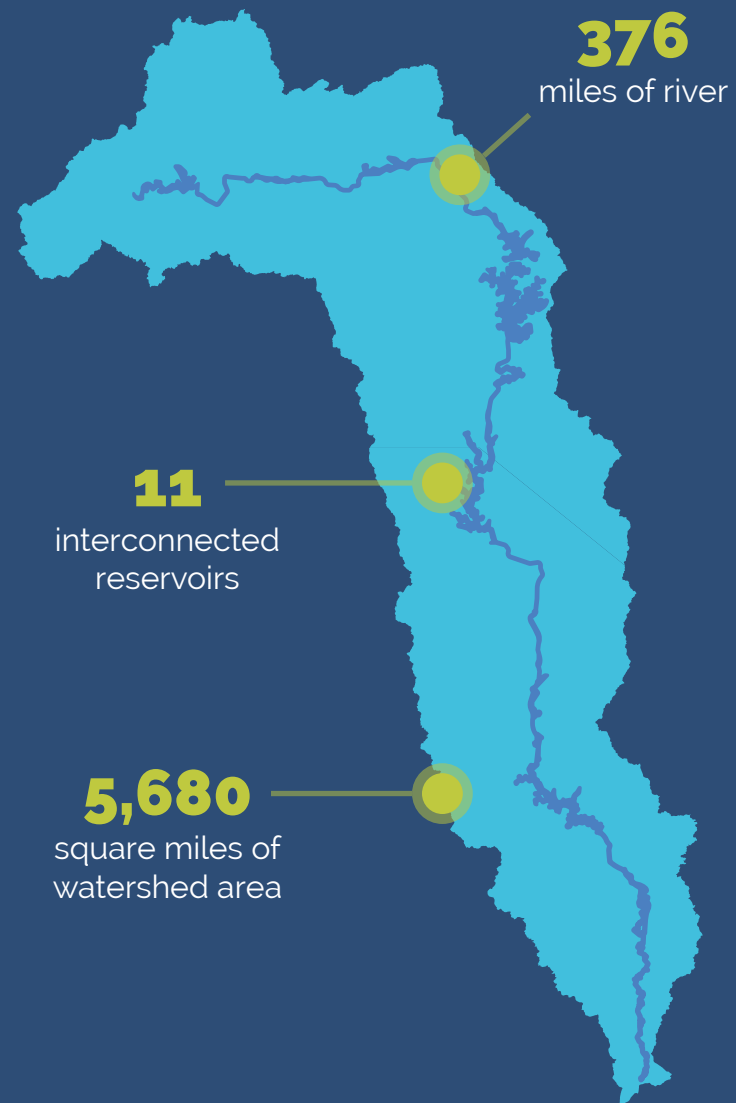 376
miles of river
11
interconnected
reservoirs
5,680
square miles of
watershed area